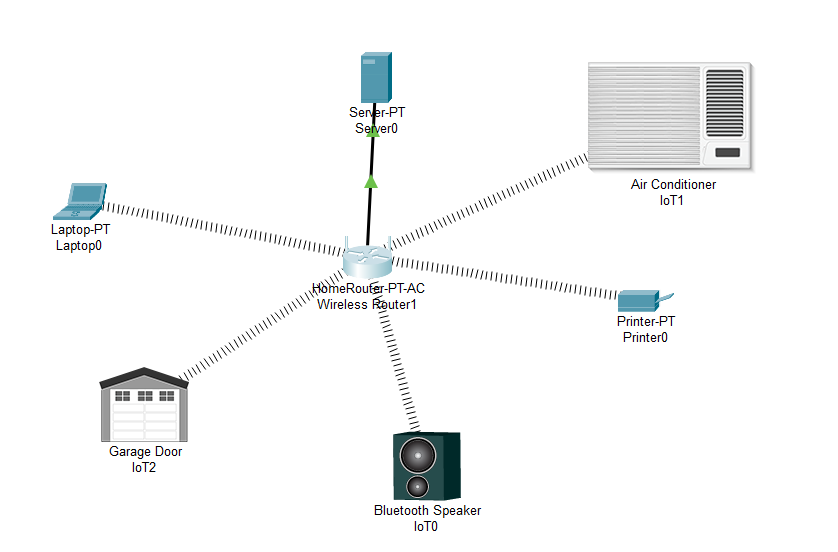 Server-PT
Server0
Air Conditioner
IoT1
Laptop-PT
Laptop0
HomeRouter-PT-AC
Wireless Router1
Printer-PT
Printer0
Garage Door
IoT2
Bluetooth Speaker
IoT0